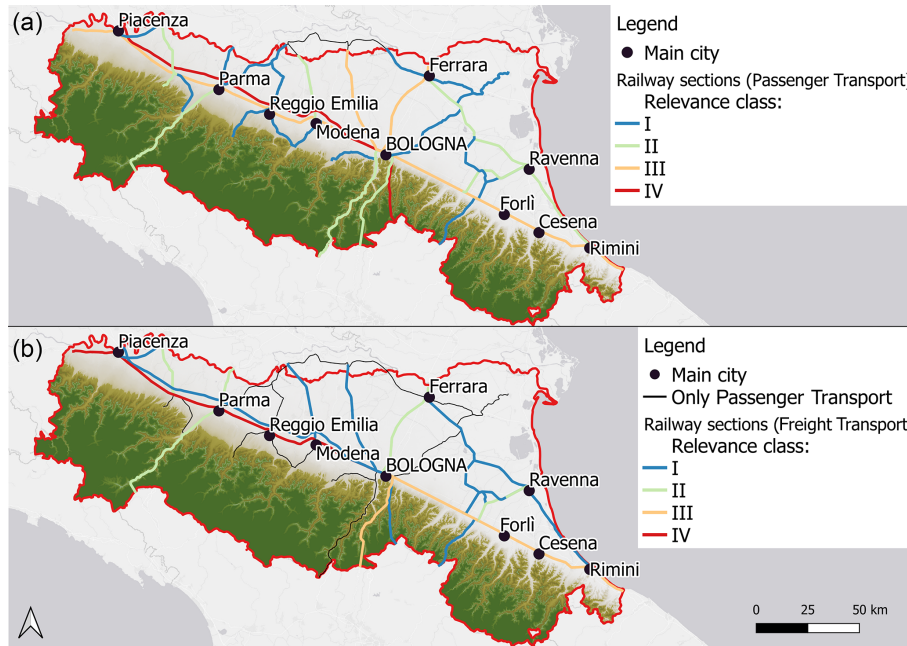 (a)
Piacenza
Parma
Reggio Emilia
Modena
Ferrara
BOLOGNA
Ravenna
Forlì
Cesena
Rimini
Legend
Main city
Railway sections (Passenger Transport)
Relevance class:
I
II
III
IV
(b)
Piacenza
Parma
Reggio Emilia
Modena
Ferrara
BOLOGNA
Ravenna
Forlì
Cesena
Rimini
Legend
Main city
Only Passenger Transport
Railway sections (Freight Transport
Relevance class:
I
II
III
IV
0 25 50 km